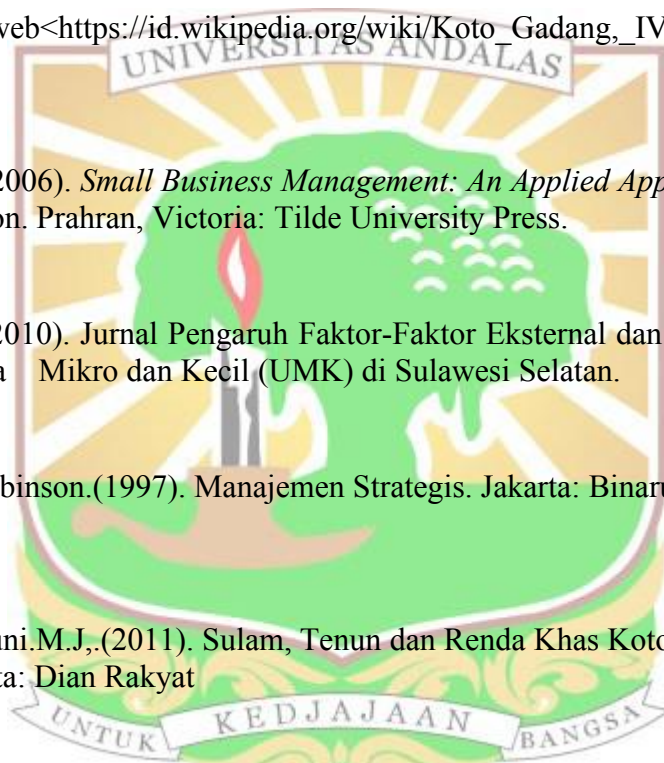 web<https://id.wikipedia.org/wiki/Koto_Gadang,_IV
UNIVERSITAS ANDALAS
2006). Small Business Management: An Applied App
on. Prahran, Victoria: Tilde University Press.
2010). Jurnal Pengaruh Faktor-Faktor Eksternal dan
a Mikro dan Kecil (UMK) di Sulawesi Selatan.
binson.(1997). Manajemen Strategis. Jakarta: Binaru
uni.M.J,.(2011). Sulam, Tenun dan Renda Khas Koto
ta: Dian Rakyat
UNTUK KEDJAJAAN BANGSA